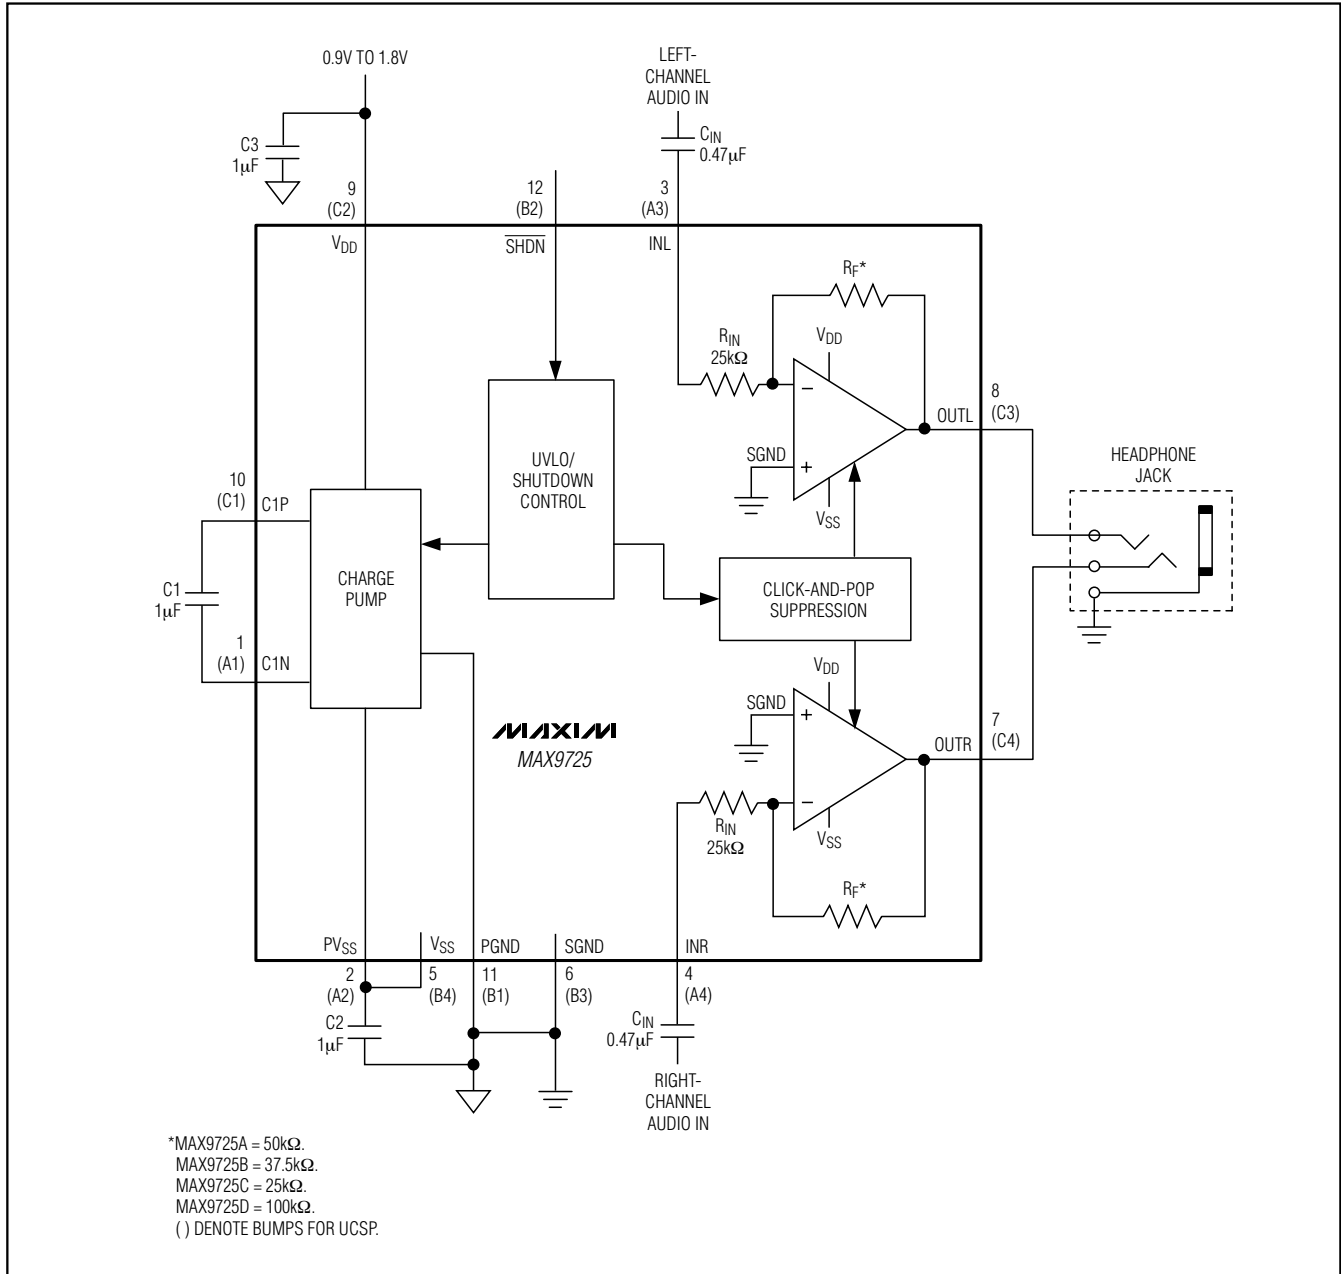 0.9V TO 1.8V
LEFT-
CHANNEL
AUDIO IN
C3
1µF
CIN
0.47µF
9
(C2)
12
(B2)
3
(A3)
VDD
SHDN
INL
RF*
RIN
25kΩ
VDD
−
SGND
+
VSS
OUTL
8
(C3)
HEADPHONE
JACK
UVLO/
SHUTDOWN
CONTROL
10
(C1)
C1P
CHARGE
PUMP
C1
1µF
1
(A1)
C1N
CLICK-AND-POP
SUPPRESSION
VDD
SGND
+
−
VSS
OUTR
7
(C4)
MAXIM
MAX9725
RIN
25kΩ
RF*
PVSS
VSS
PGND
SGND
INR
2
(A2)
5
(B4)
11
(B1)
6
(B3)
4
(A4)
C2
1µF
CIN
0.47µF
RIGHT-
CHANNEL
AUDIO IN
*MAX9725A = 50kΩ.
MAX9725B = 37.5kΩ.
MAX9725C = 25kΩ.
MAX9725D = 100kΩ.
( ) DENOTE BUMPS FOR UCSP.